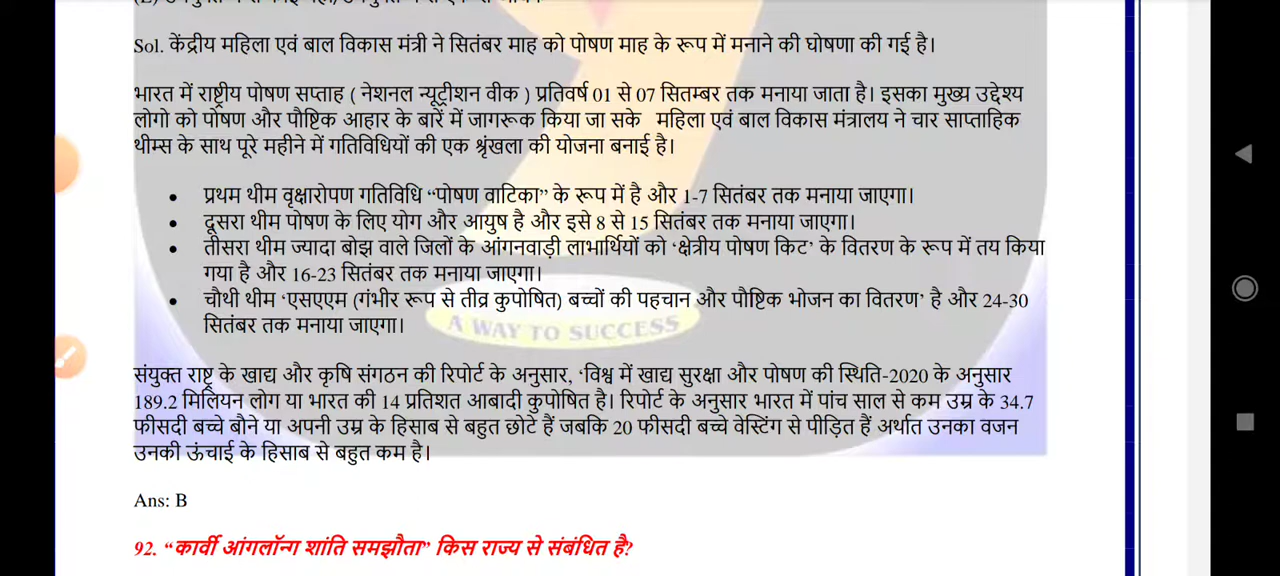 Sol. केंद्रीय महिला एवं बाल विकास मंत्री ने सितंबर माह को पोषण माह के रूप में मनाने की घोषणा की गई है।
भारत में राष्ट्रीय पोषण सप्ताह ( नेशनल न्यूट्रीशन वीक ) प्रतिवर्ष 01 से 07 सितम्बर तक मनाया जाता है। इसका मुख्य उद्देश्य
लोगो को पोषण और पौष्टिक आहार के बारें में जागरूक किया जा सके महिला एवं बाल विकास मंत्रालय ने चार साप्ताहिक
थीम्स के साथ पूरे महीने में गतिविधियों की एक श्रृंखला की योजना बनाई है।
• प्रथम थीम वृक्षारोपण गतिविधि “पोषण वाटिका” के रूप में है और 1-7 सितंबर तक मनाया जाएगा।
• दूसरा थीम पोषण के लिए योग और आयुष है और इसे 8 से 15 सितंबर तक मनाया जाएगा।
• तीसरा थीम ज्यादा बोझ वाले जिलों के आंगनवाड़ी लाभार्थियों को ‘क्षेत्रीय पोषण किट’ के वितरण के रूप में तय किया
गया है और 16-23 सितंबर तक मनाया जाएगा।
• चौथी थीम ‘एसएएम (गंभीर रूप से तीव्र कुपोषित) बच्चों की पहचान और पौष्टिक भोजन का वितरण’ है और 24-30
सितंबर तक मनाया जाएगा।
A WAY TO SUCCESS
संयुक्त राष्ट्र के खाद्य और कृषि संगठन की रिपोर्ट के अनुसार, ‘विश्व में खाद्य सुरक्षा और पोषण की स्थिति-2020 के अनुसार
189.2 मिलियन लोग या भारत की 14 प्रतिशत आबादी कुपोषित है। रिपोर्ट के अनुसार भारत में पांच साल से कम उम्र के 34.7
फीसदी बच्चे बौने या अपनी उम्र के हिसाब से बहुत छोटे हैं जबकि 20 फीसदी बच्चे वेस्टिंग से पीड़ित हैं अर्थात उनका वजन
उनकी ऊंचाई के हिसाब से बहुत कम है।
Ans: B
92. “कार्वी आंगलॉन्ग शांति समझौता” किस राज्य से संबंधित है?